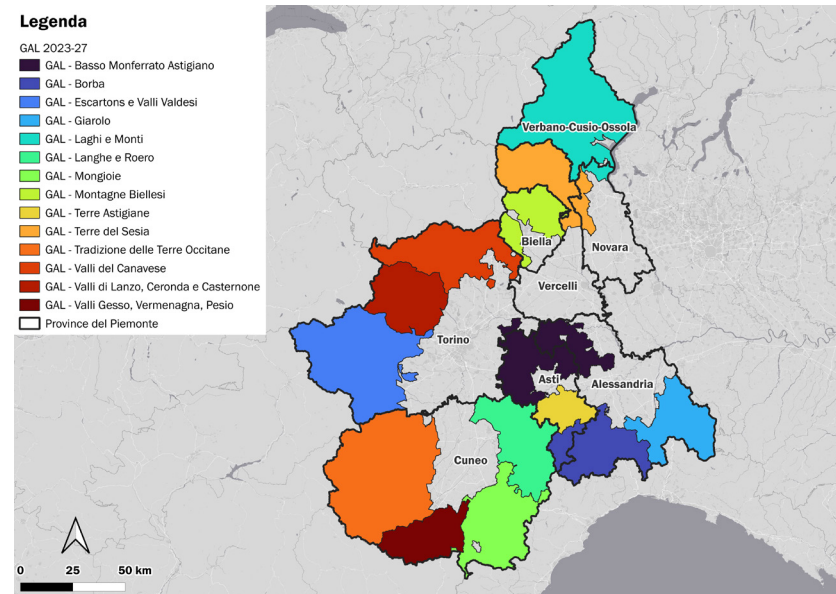 Legenda
GAL 2023-27
GAL - Basso Monferrato Astigiano
GAL - Borba
GAL - Escartons e Valli Valdesi
GAL - Giarolo
GAL - Laghi e Monti
GAL - Langhe e Roero
GAL - Mongioie
GAL - Montagne Biellesi
GAL - Terre Astigiane
GAL - Terre del Sesia
GAL - Tradizione delle Terre Occitane
GAL - Valli del Canavese
GAL - Valli di Lanzo, Ceronda e Casternone
GAL - Valli Gesso, Vermenagna, Pesio
Province del Piemonte
Verbano-Cusio-Ossola
Biella
Novara
Vercelli
Torino
Asti
Alessandria
Cuneo
0 25 50 km